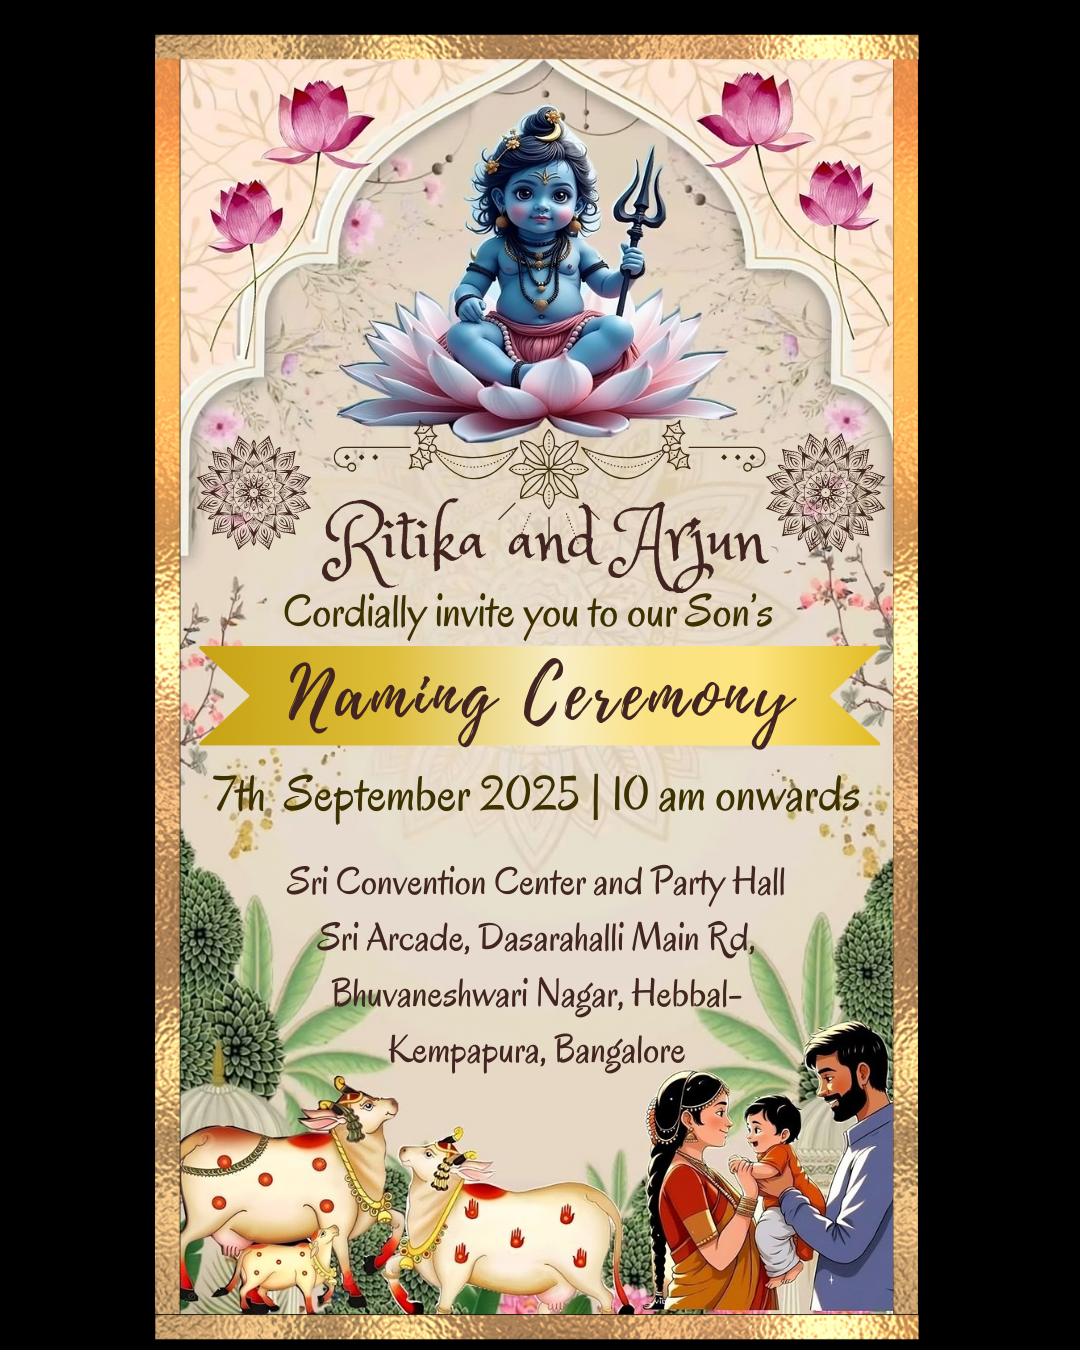 Ritika and Arjun
Cordially invite you to our Son's
Naming Ceremony
7th September 2025 | 10 am onwards
Sri Convention Center and Party Hall
Sri Arcade, Dasarahalli Main Rd,
Bhuvaneshwari Nagar, Hebbal-
Kempapura, Bangalore